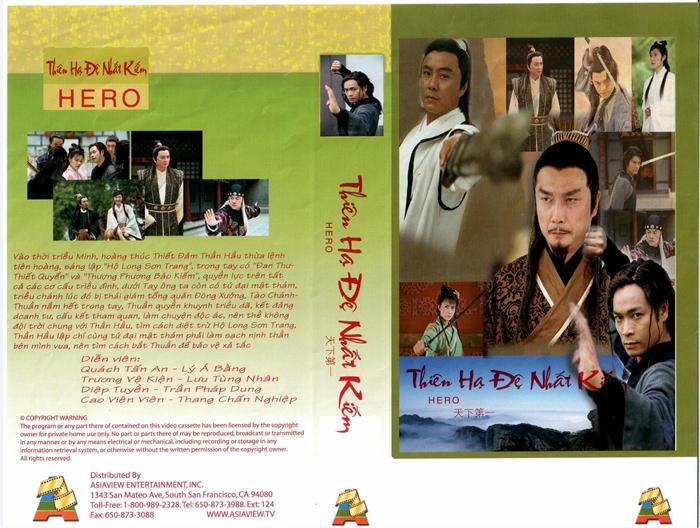 Thiên Hạ Đệ Nhất Kiếm
HERO
Vào thời triều Minh, hoàng thúc Thiết Đảm Thần Hầu thừa lệnh
tiên hoàng, sáng lập "Hộ Long Sơn Trang", trong tay có "Đan Thư-
Thiết Quyển" và "Thượng Phương Bảo Kiếm", quyền lực trên tất
cả các cơ cấu triều đình, dưới Tay ông ta còn có tứ đại mật thám,
triều chánh lúc đó bị thái giám tổng quản Đông Xưởng, Tào Chánh-
Thuần nắm hết trong tay, Thuần quyền khuynh triều dã, kết đảng
doanh tư, cấu kết tham quan, làm chuyện độc ác, nên thề không
đội trời chung với Thần Hầu, tìm cách diệt trừ Hộ Long Sơn Trang,
Thần Hầu lập chí cùng tứ đại mật thám phải làm sạch nịnh thần
bên mình vua, nên tìm cách bắt Thuần để bảo vệ xã tắc
Diễn viên:
Quách Tấn An - Lý Á Bằng
Trương Vệ Kiện - Lưu Tùng Nhân
Diệp Tuyền - Trần Pháp Dung
Cao Viên Viên - Thang Chấn Nghiệp
© COPYRIGHT WARNING
The program or any part there of contained on this video cassette has been licensed by the copyright
owner for private home use only. No part or parts there of may be reproduced, broadcast or transmitted
in any manner or by any means electrical or mechanical, including recording or storage in any
information retrieval system, or otherwise without the written permission of the copyright owner.
All rights reserved.
Distributed By
ASIAVIEW ENTERTAINMENT, INC.
1343 San Mateo Ave, South San Francisco, CA 94080
Toll-Free: 1-800-989-2328. Tel: 650-873-3988. Ext: 124
Fax: 650-873-3088 WWW.ASIAVIEW.TV
Thiên Hạ Đệ Nhất Kiếm
HERO
天下第一
Thiên Hạ Đệ Nhất Kiếm
HERO
天下第一